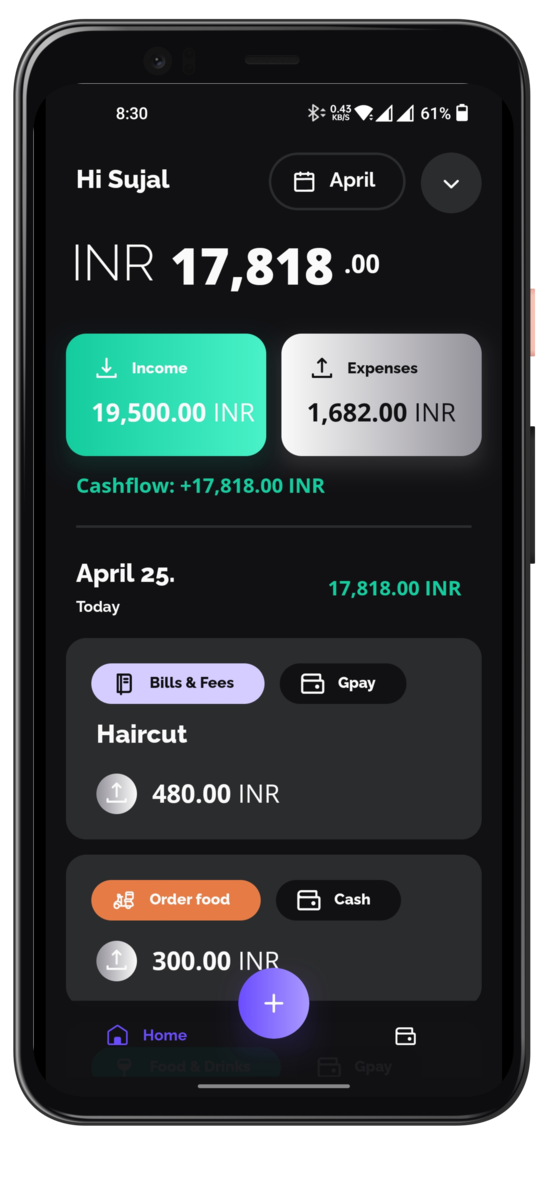 8:30 0.43 KB/S 61%
Hi Sujal April
INR 17,818 .00
Income Expenses
19,500.00 INR 1,682.00 INR
Cashflow: +17,818.00 INR
April 25. 17,818.00 INR
Today
Bills & Fees Gpay
Haircut
480.00 INR
Order food Cash
300.00 INR
+
Home
Food & Drinks Gpay